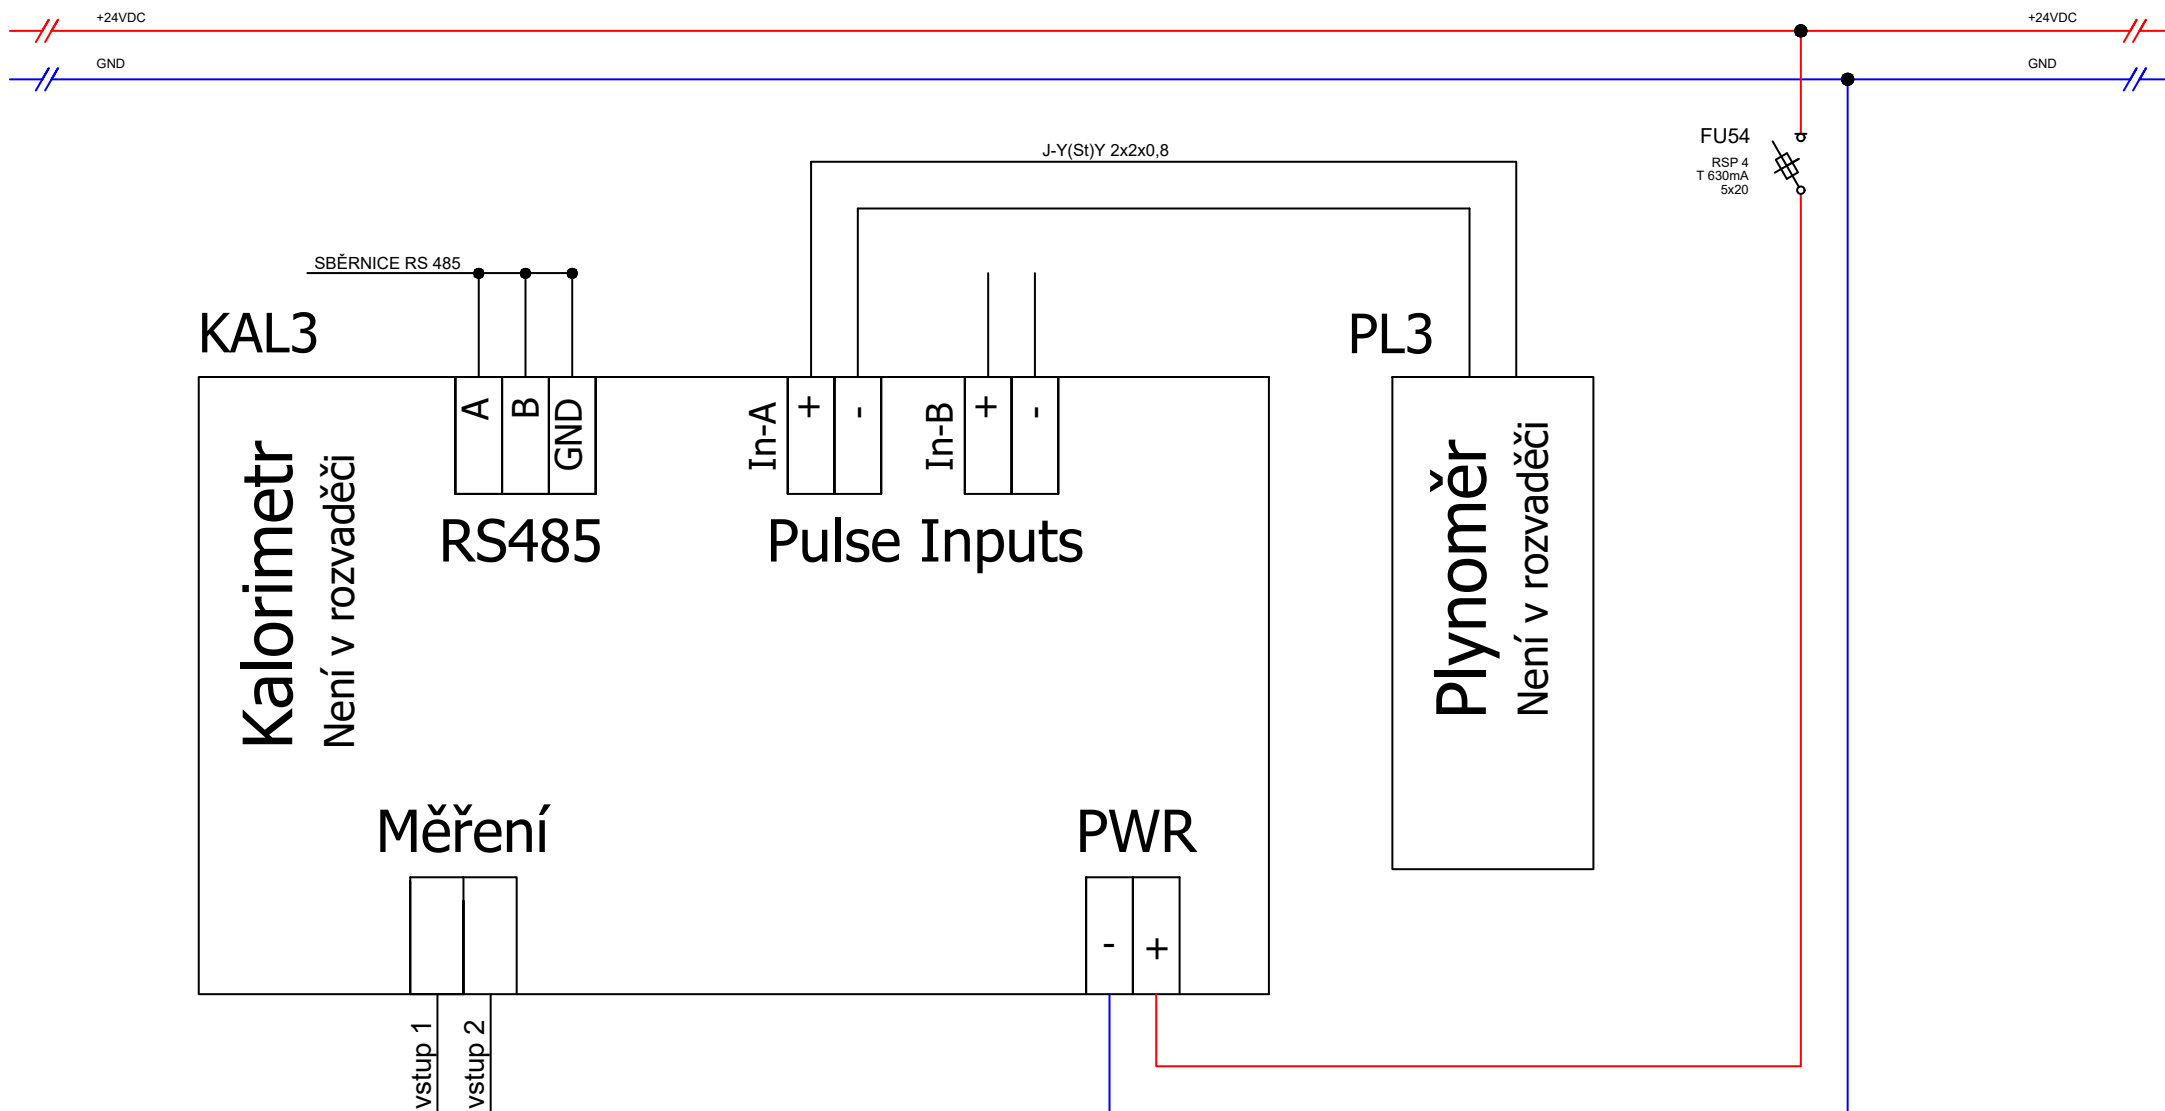 +24VDC
+24VDC
GND
GND
FU54
RSP 4
T 630mA
5x20
J-Y(St)Y 2x2x0,8
SBĚRNICE RS 485
KAL3
PL3
A
B
GND
In-A
+
-
In-B
+
-
RS485
Pulse Inputs
Kalorimetr
Není v rozvaděči
Plynoměr
Není v rozvaděči
Měření
PWR
-
+
vstup 1
vstup 2